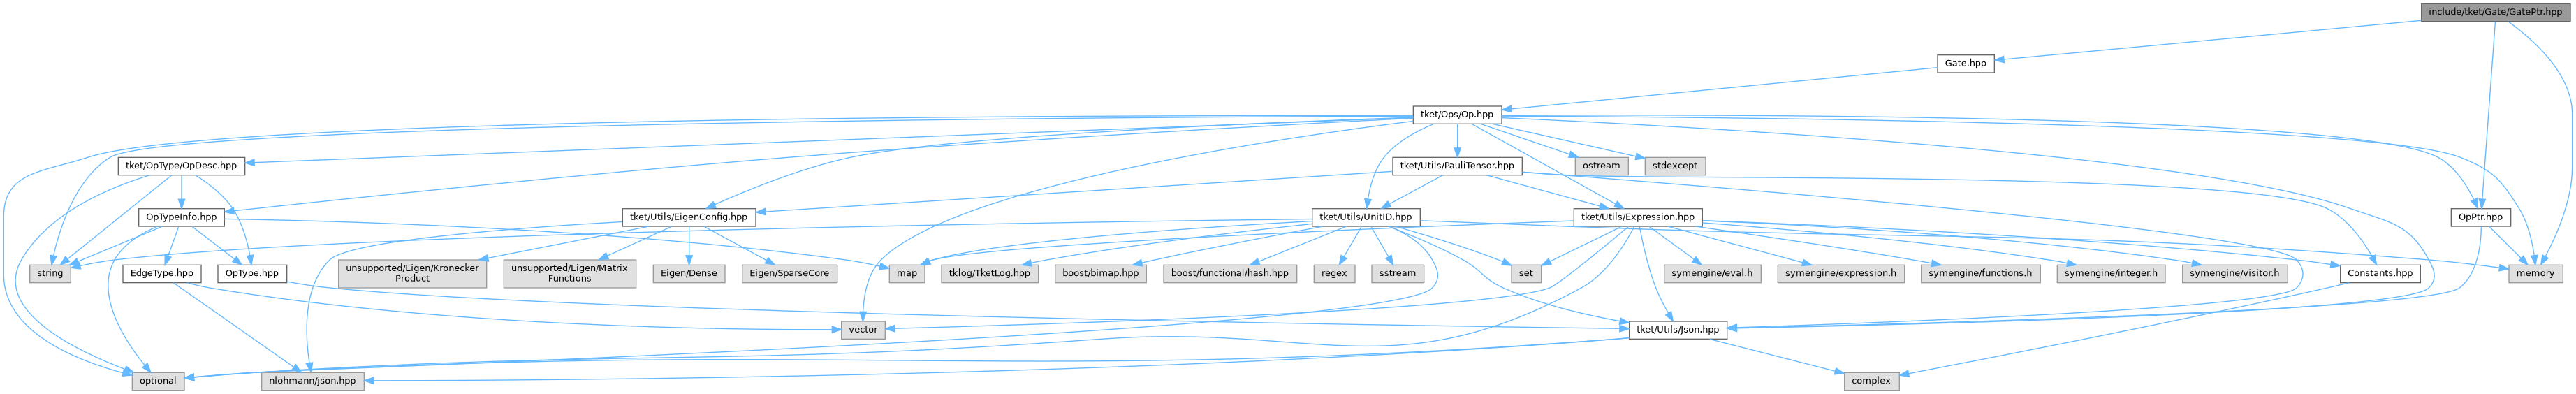 include/tket/Gate/GatePtr.hpp
Gate.hpp
tket/Ops/Op.hpp
tket/OpType/OpDesc.hpp
tket/Utils/PauliTensor.hpp
ostream
stdexcept
OpTypeInfo.hpp
tket/Utils/EigenConfig.hpp
tket/Utils/UnitID.hpp
tket/Utils/Expression.hpp
OpPtr.hpp
string
EdgeType.hpp
OpType.hpp
unsupported/Eigen/Kronecker
Product
unsupported/Eigen/Matrix
Functions
Eigen/Dense
Eigen/SparseCore
map
tklog/TketLog.hpp
boost/bimap.hpp
boost/functional/hash.hpp
regex
sstream
set
symengine/eval.h
symengine/expression.h
symengine/functions.h
symengine/integer.h
symengine/visitor.h
Constants.hpp
memory
vector
tket/Utils/Json.hpp
optional
nlohmann/json.hpp
complex